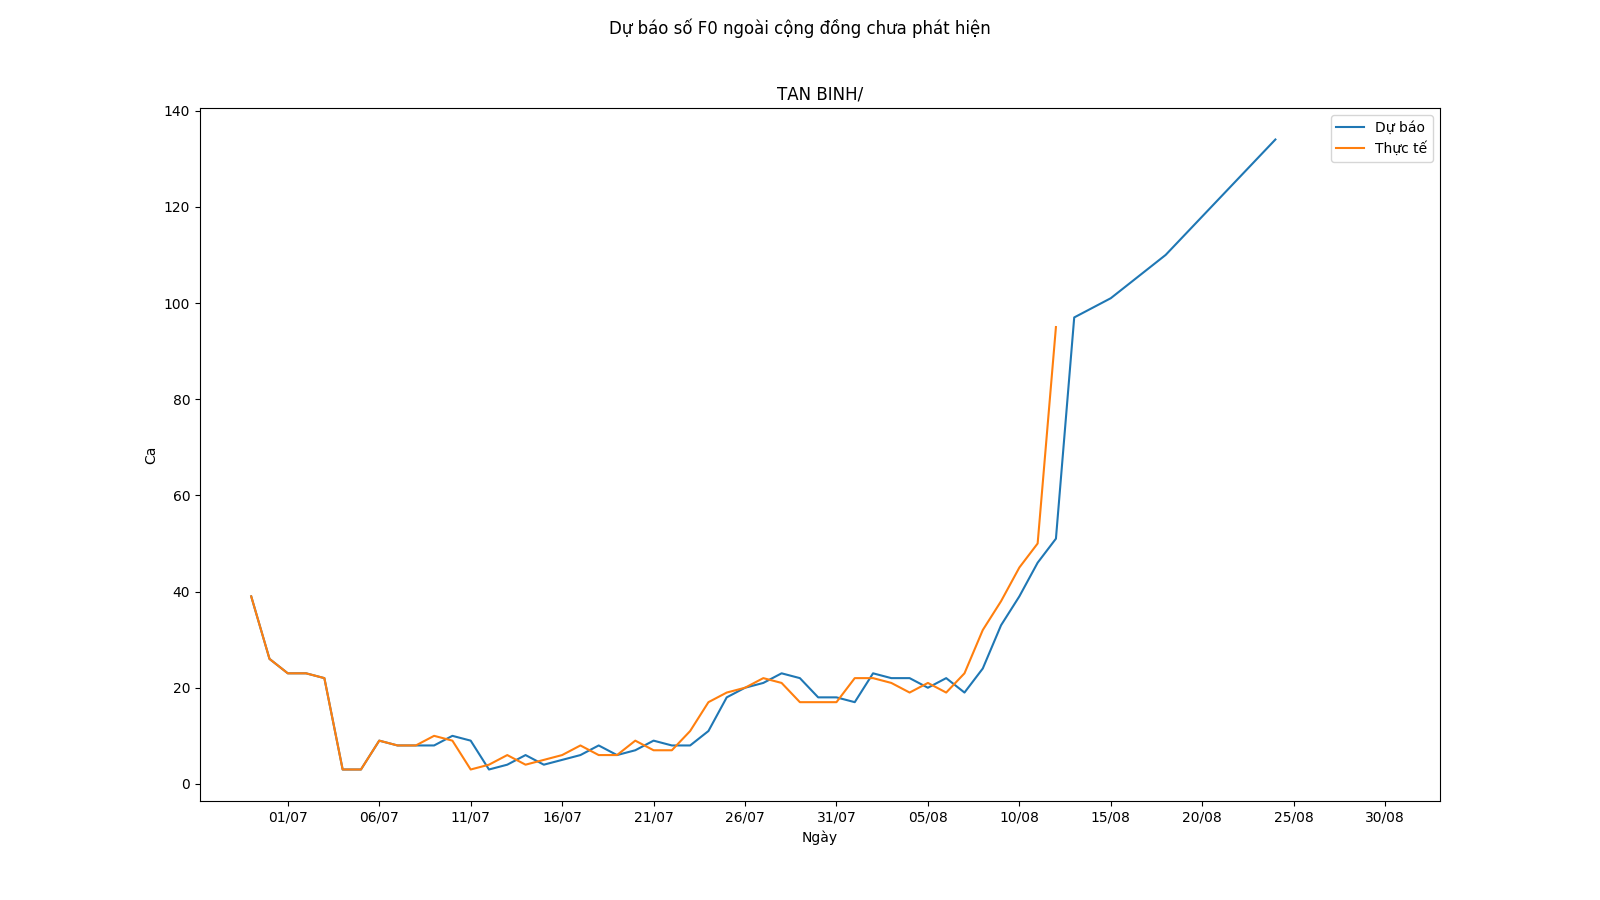 Dự báo số F0 ngoài cộng đồng chưa phát hiện
TAN BINH/
140
120
100
80
60
40
20
0
Ca
Dự báo
Thực tế
01/07 06/07 11/07 16/07 21/07 26/07 31/07 05/08 10/08 15/08 20/08 25/08 30/08
Ngày